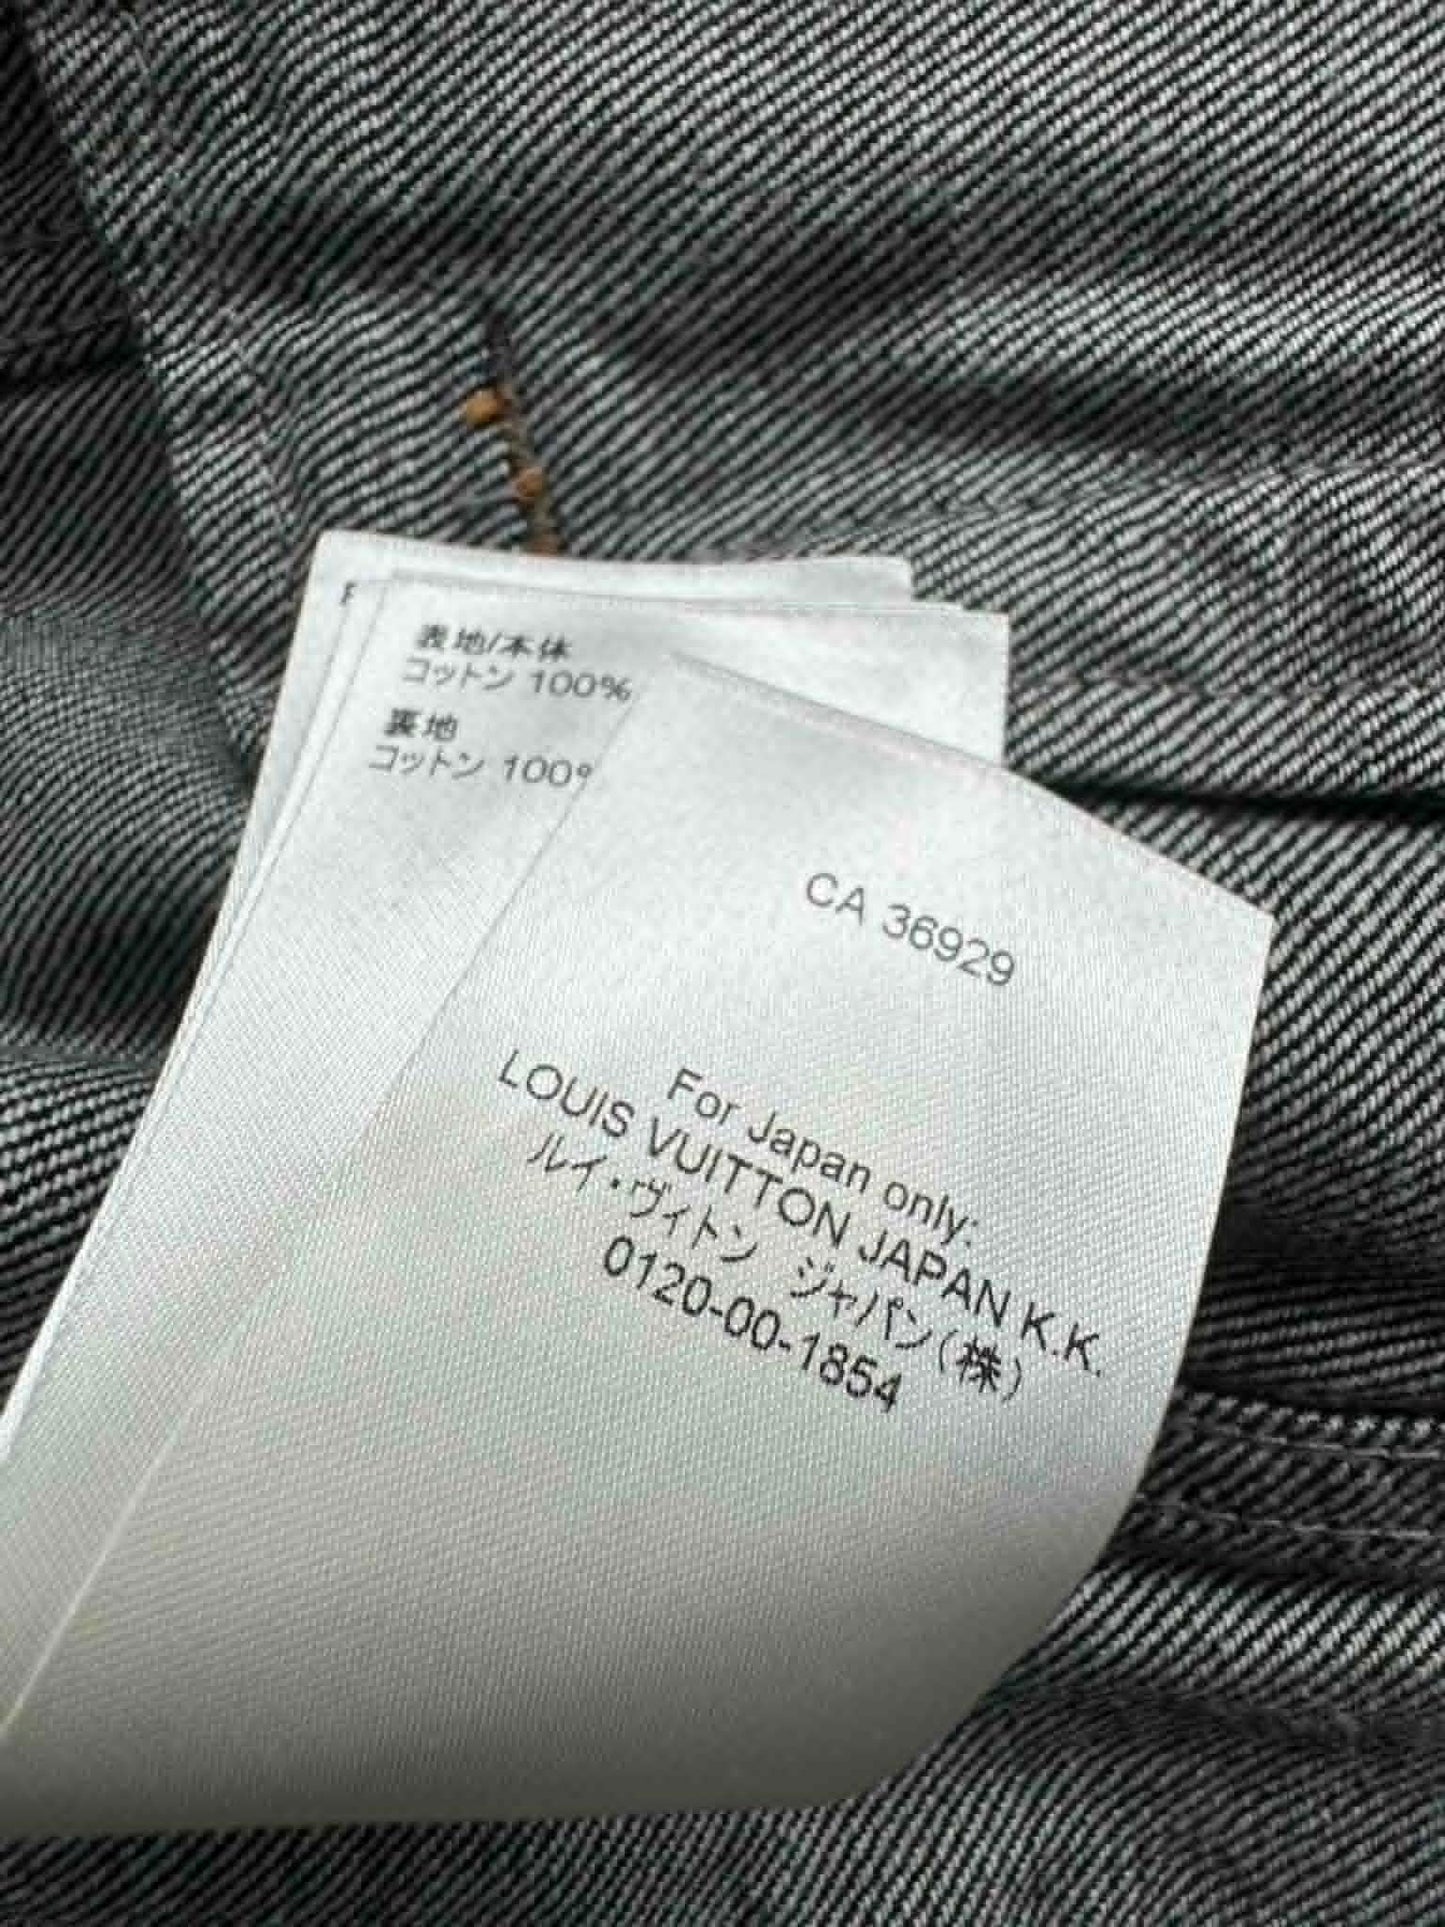 表地/本体
コットン 100%
裏地
コットン 100%
CA 36929
For Japan only:
LOUIS VUITTON JAPAN K.K.
ルイ・ヴィトン ジャパン(株)
0120-00-1854